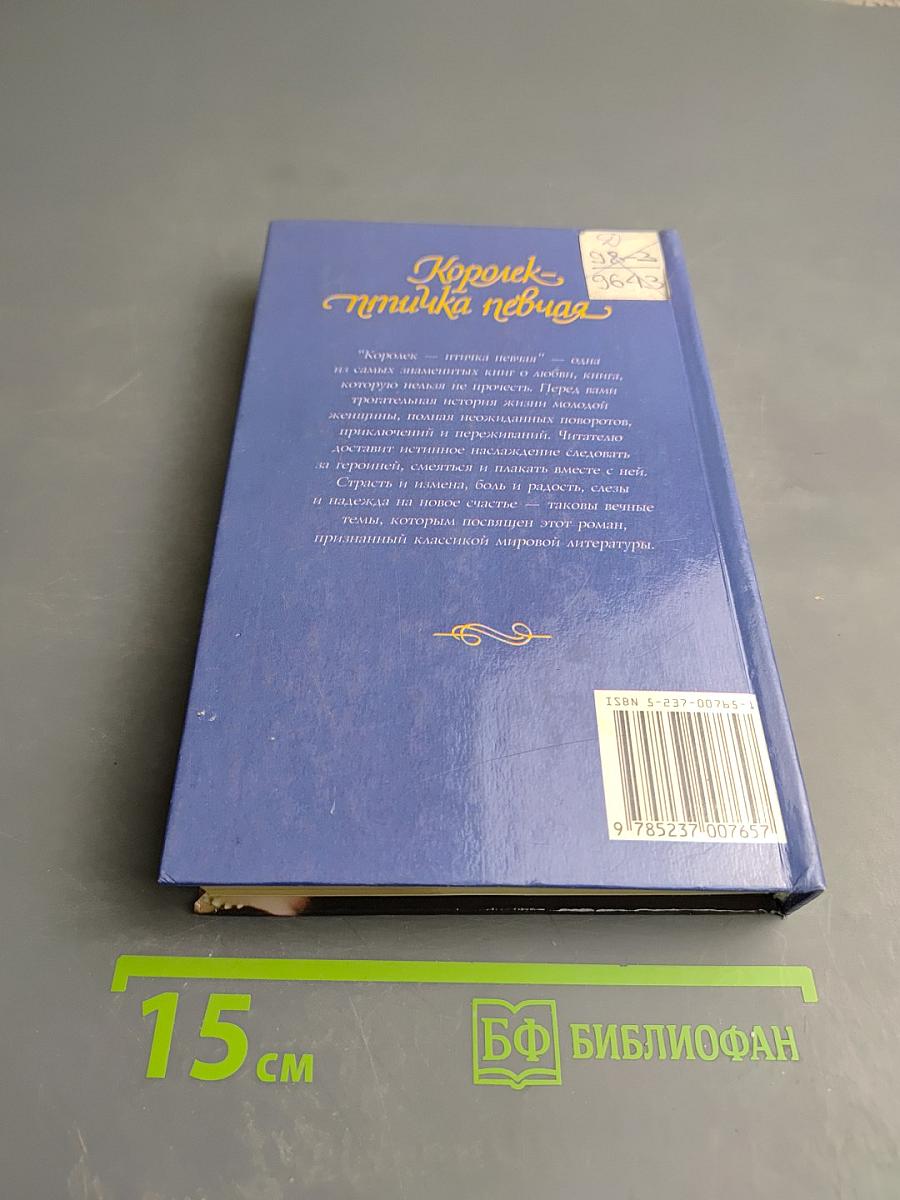 Королек-
птичка певчая
Д
98-2
9643
"Королек — птичка певчая" — одна
из самых знаменитых книг о любви, книга,
которую нельзя не прочесть. Перед вами
трогательная история жизни молодой
женщины, полная неожиданных поворотов,
приключений и переживаний. Читателю
доставит истинное наслаждение следовать
за героиней, смеяться и плакать вместе с ней.
Страсть и измена, боль и радость, слезы
и надежда на новое счастье — таковы вечные
темы, которым посвящен этот роман,
признанный классикой мировой литературы.
ISBN 5-237-00765-1
9 785237 007657
15 см
БФ БИБЛИОФАН